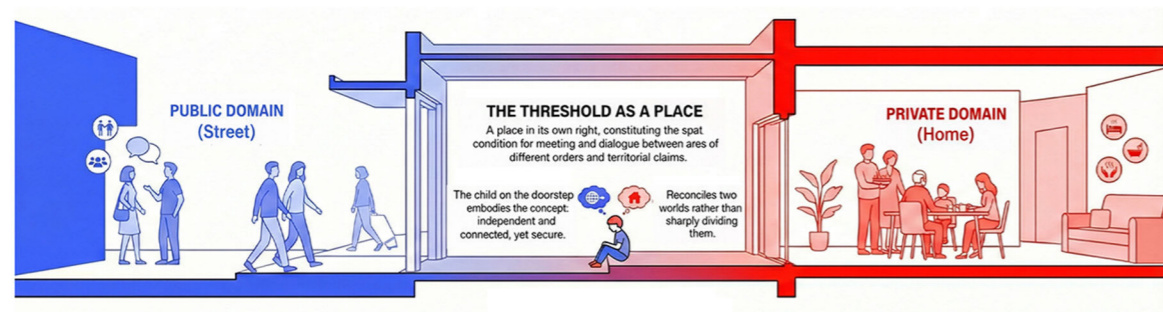 PUBLIC DOMAIN
(Street)
THE THRESHOLD AS A PLACE
A place in its own right, constituting the spat
condition for meeting and dialogue between ares of
different orders and territorial claims.
The child on the doorstep
embodies the concept:
independent and
connected, yet secure.
Reconciles two
worlds rather than
sharply dividing
them.
PRIVATE DOMAIN
(Home)